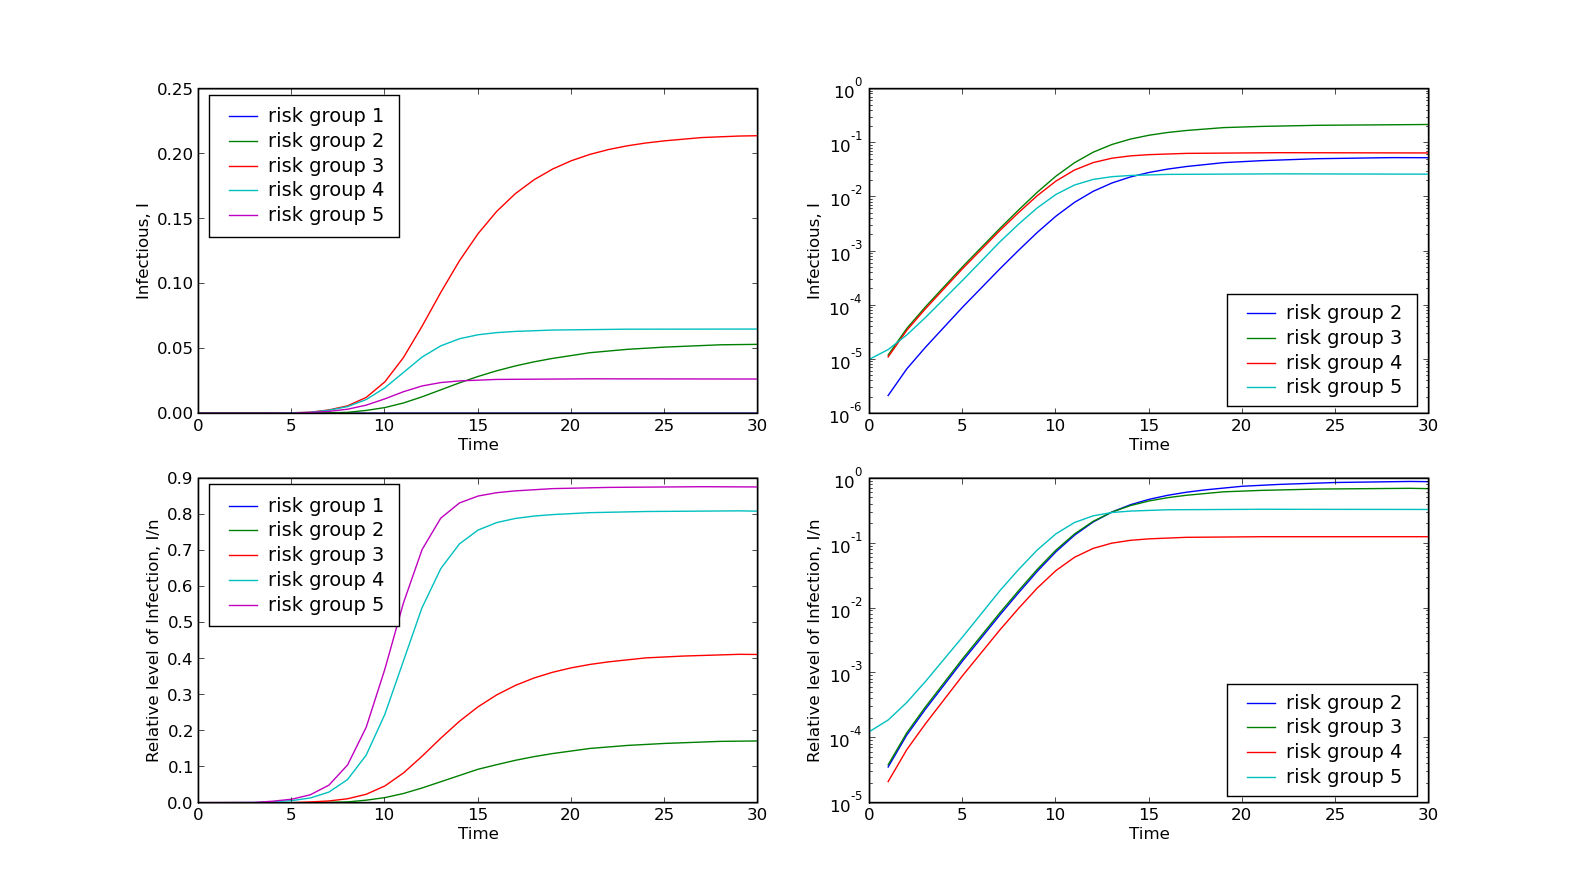 0.25
0.20
0.15
0.10
0.05
0.00
Infectious, I
risk group 1
risk group 2
risk group 3
risk group 4
risk group 5
0 5 10 15 20 25 30
Time
10^0
10^-1
10^-2
10^-3
10^-4
10^-5
10^-6
Infectious, I
risk group 2
risk group 3
risk group 4
risk group 5
0 5 10 15 20 25 30
Time
0.9
0.8
0.7
0.6
0.5
0.4
0.3
0.2
0.1
0.0
Relative level of Infection, I/n
risk group 1
risk group 2
risk group 3
risk group 4
risk group 5
0 5 10 15 20 25 30
Time
10^0
10^-1
10^-2
10^-3
10^-4
10^-5
Relative level of Infection, I/n
risk group 2
risk group 3
risk group 4
risk group 5
0 5 10 15 20 25 30
Time